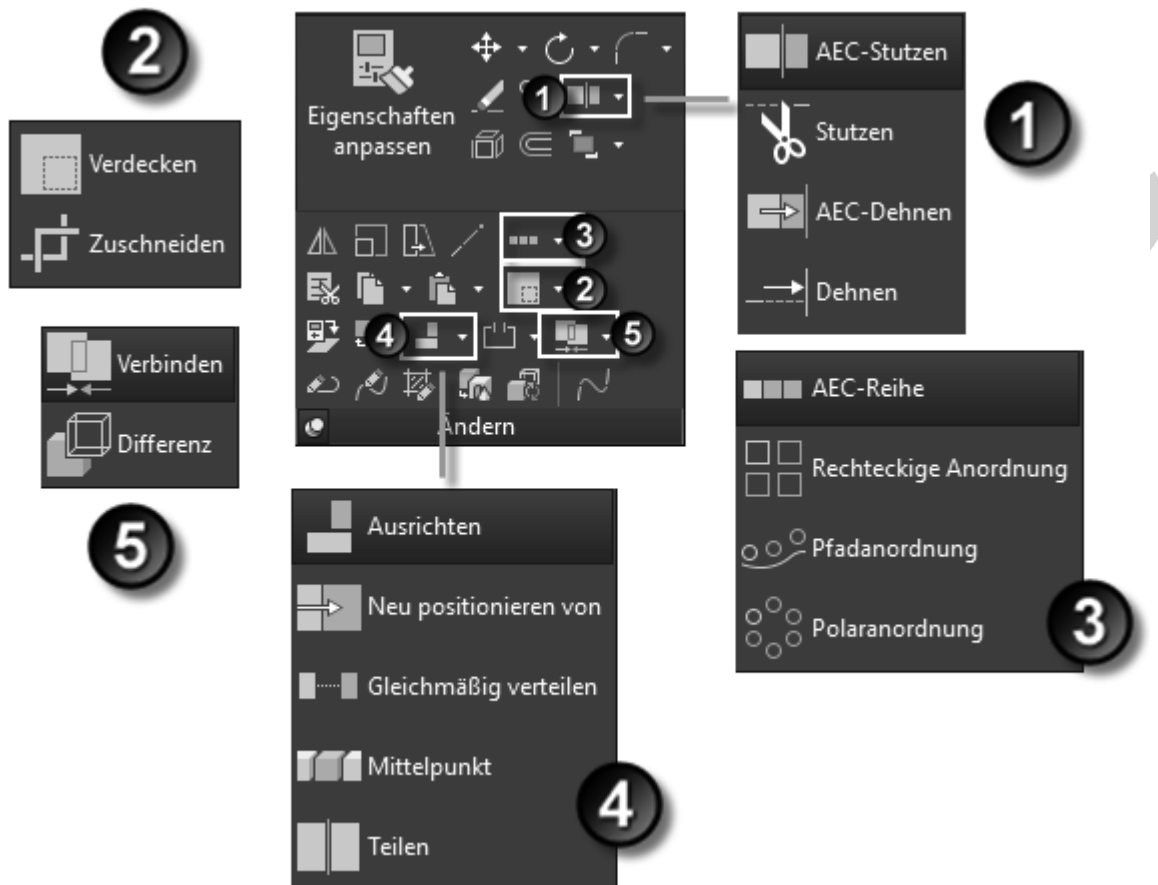 2
Verdecken
Zuschneiden
Verbinden
Differenz
5
Eigenschaften
anpassen
1
3
2
4
5
Ändern
AEC-Stutzen
Stutzen
AEC-Dehnen
Dehnen
1
AEC-Reihe
Rechteckige Anordnung
Pfadanordnung
Polaranordnung
3
Ausrichten
Neu positionieren von
Gleichmäßig verteilen
Mittelpunkt
Teilen
4